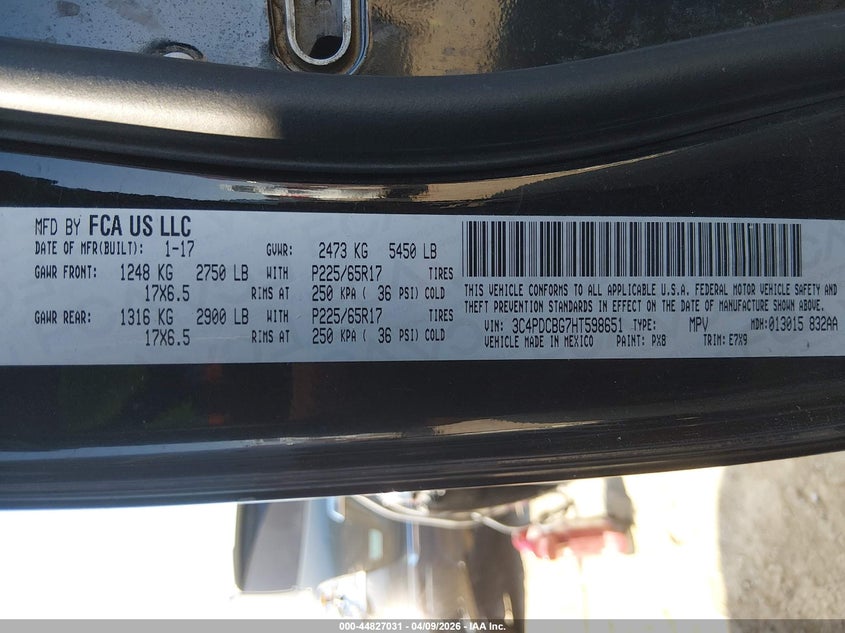 MFD BY FCA US LLC
DATE OF MFR(BUILT): 1-17 GVWR: 2473 KG 5450 LB
GAWR FRONT: 1248 KG 2750 LB WITH P225/65R17 TIRES
17X6.5 RIMS AT 250 KPA ( 36 PSI) COLD
GAWR REAR: 1316 KG 2900 LB WITH P225/65R17 TIRES
17X6.5 RIMS AT 250 KPA ( 36 PSI) COLD
THIS VEHICLE CONFORMS TO ALL APPLICABLE U.S.A. FEDERAL MOTOR VEHICLE SAFETY AND
THEFT PREVENTION STANDARDS IN EFFECT ON THE DATE OF MANUFACTURE SHOWN ABOVE.
VIN: 3C4PDCBG7HT598651 TYPE: MPV MDH: 013015 832AA
VEHICLE MADE IN MEXICO PAINT: PX8 TRIM: E7X9
000-44827031 - 04/09/2026 - IAA Inc.